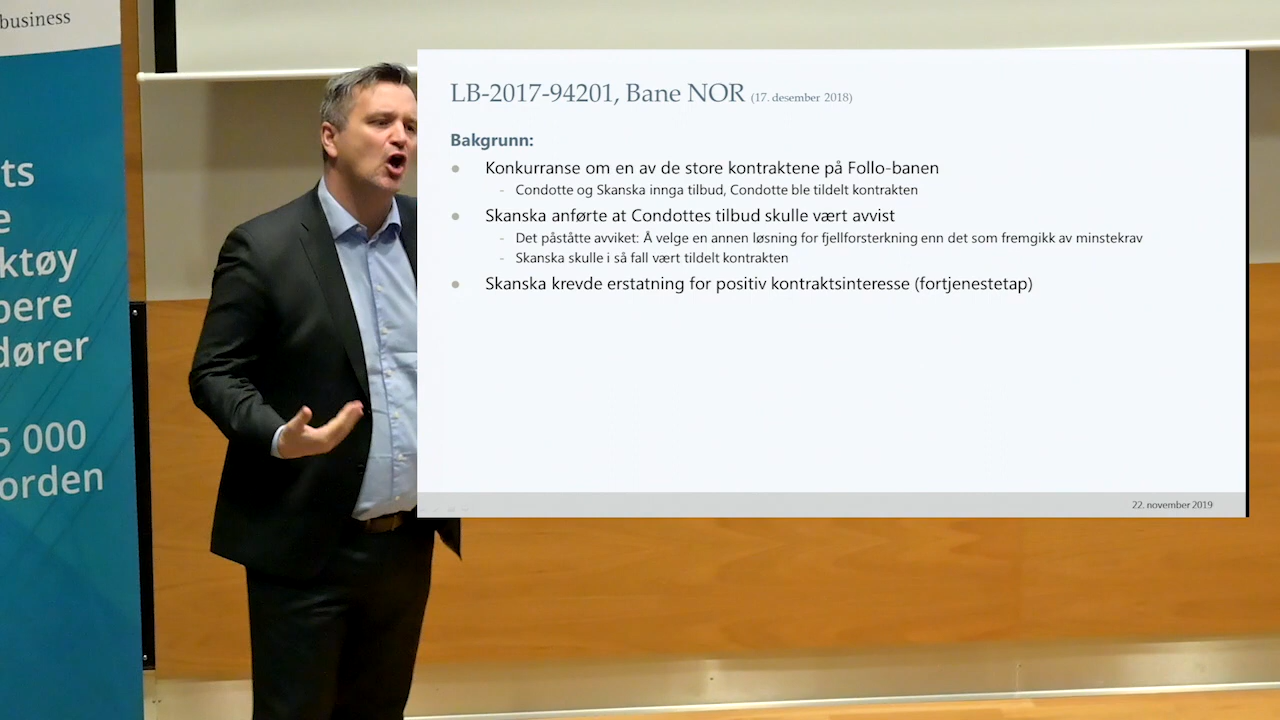 business
ts
e
ktøy
pere
dører
5 000
orden
LB-2017-94201, Bane NOR (17. desember 2018)
Bakgrunn:
Konkurranse om en av de store kontraktene på Follo-banen
- Condotte og Skanska innga tilbud, Condotte ble tildelt kontrakten
Skanska anførte at Condottes tilbud skulle vært avvist
- Det påståtte avviket: Å velge en annen løsning for fjellforsterkning enn det som fremgikk av minstekrav
- Skanska skulle i så fall vært tildelt kontrakten
Skanska krevde erstatning for positiv kontraktsinteresse (fortjenestetap)
22. november 2019